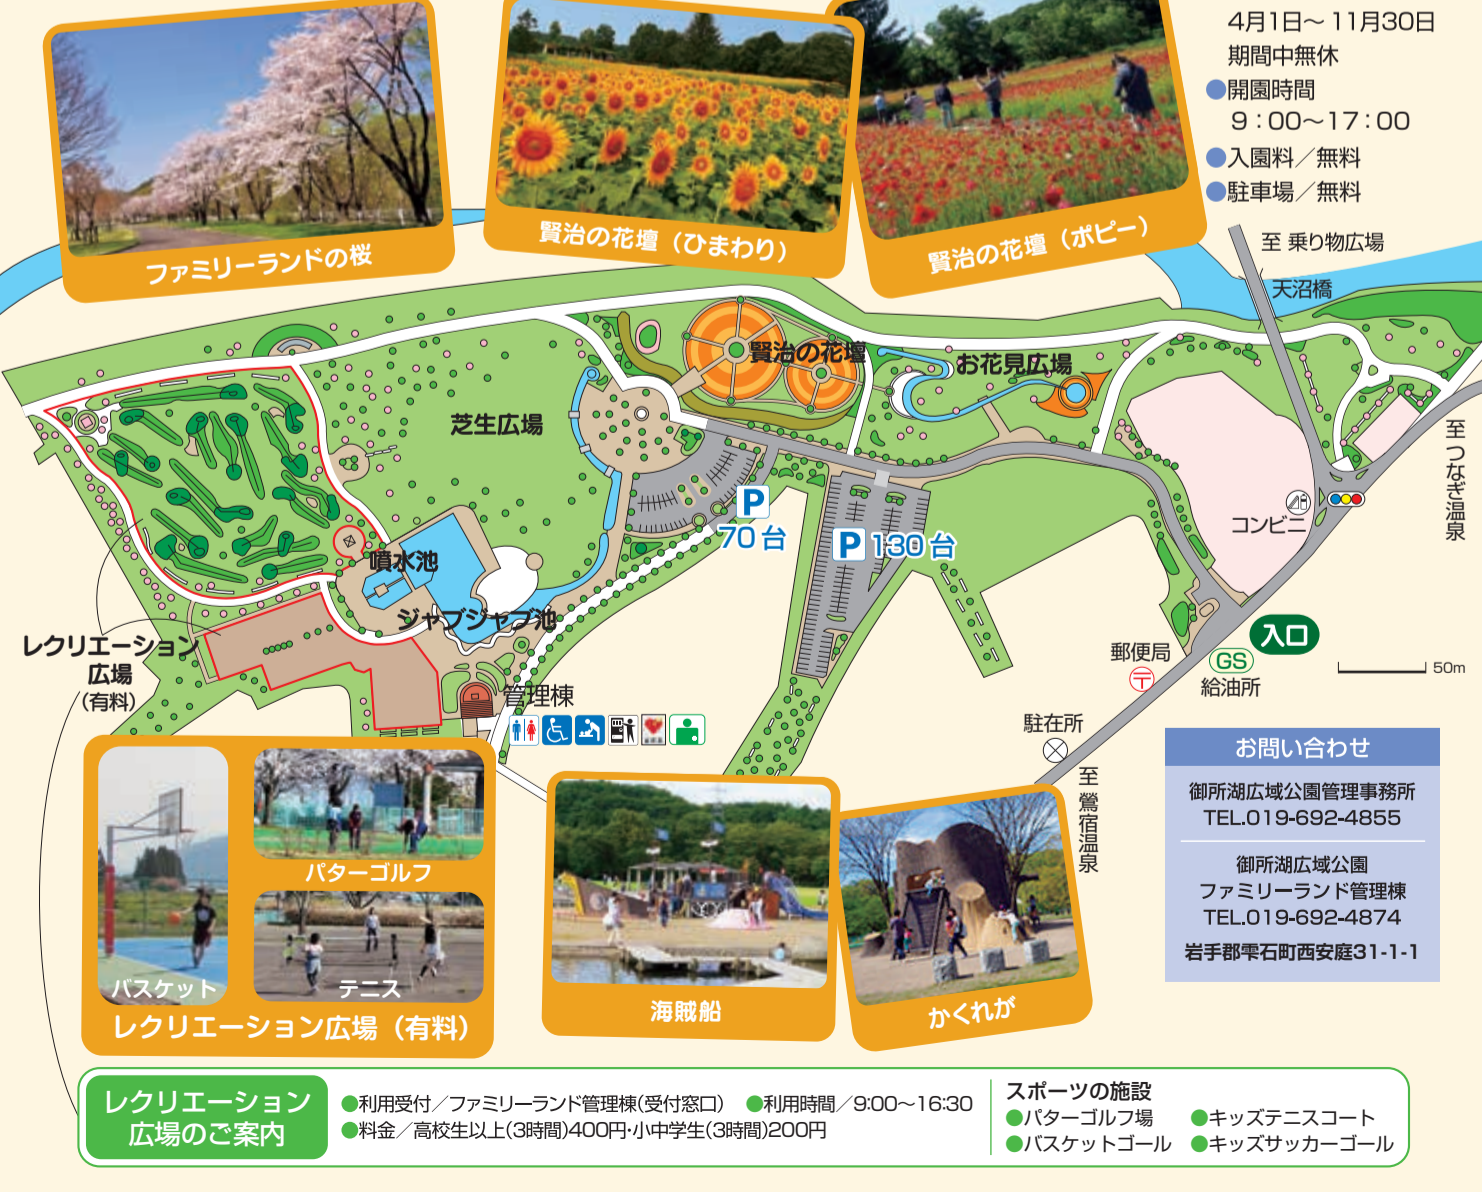 4月1日～11月30日
期間中無休
●開園時間
9：00～17：00
●入園料／無料
●駐車場／無料
ファミリーランドの桜
賢治の花壇（ひまわり）
賢治の花壇（ポピー）
至 乗り物広場
天沼橋
賢治の花壇
お花見広場
芝生広場
至つなぎ温泉
P
70台
P 130台
コンビニ
噴水池
ジャブジャブ池
レクリエーション
広場
（有料）
入口
郵便局
GS
給油所
50m
管理棟
駐在所
至鶯宿温泉
お問い合わせ
御所湖広域公園管理事務所
TEL.019-692-4855
御所湖広域公園
ファミリーランド管理棟
TEL.019-692-4874
岩手郡雫石町西安庭31-1-1
パターゴルフ
バスケット
テニス
レクリエーション広場（有料）
海賊船
かくれが
レクリエーション
広場のご案内
●利用受付／ファミリーランド管理棟(受付窓口) ●利用時間／9:00～16:30
●料金／高校生以上(3時間)400円・小中学生(3時間)200円
スポーツの施設
●パターゴルフ場 ●キッズテニスコート
●バスケットゴール ●キッズサッカーゴール